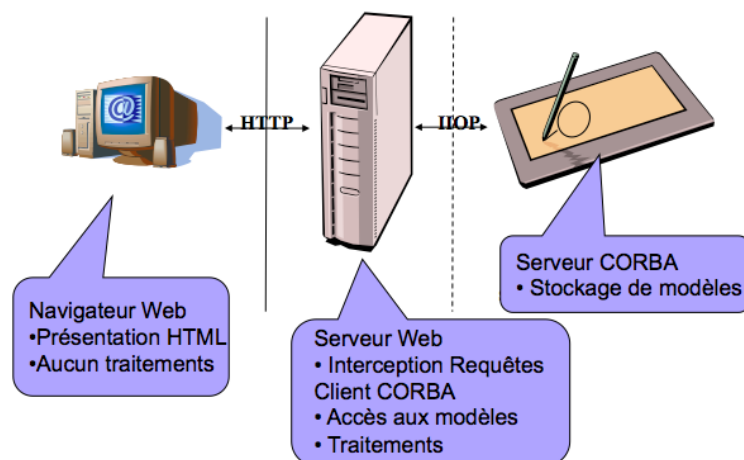 HTTP
IIOP
@
Navigateur Web
•Présentation HTML
•Aucun traitements
Serveur Web
• Interception Requêtes
Client CORBA
• Accès aux modèles
• Traitements
Serveur CORBA
• Stockage de modèles